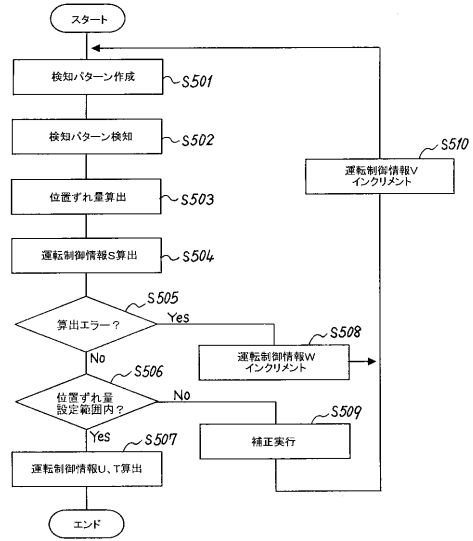 スタート
検知パターン作成
S501
検知パターン検知
S502
S510
運転制御情報V
インクリメント
位置ずれ量算出
S503
運転制御情報S算出
S504
S505
算出エラー?
Yes
No
S508
運転制御情報W
インクリメント
S506
位置ずれ量
設定範囲内?
No
Yes
S509
補正実行
S507
運転制御情報U、T算出
エンド